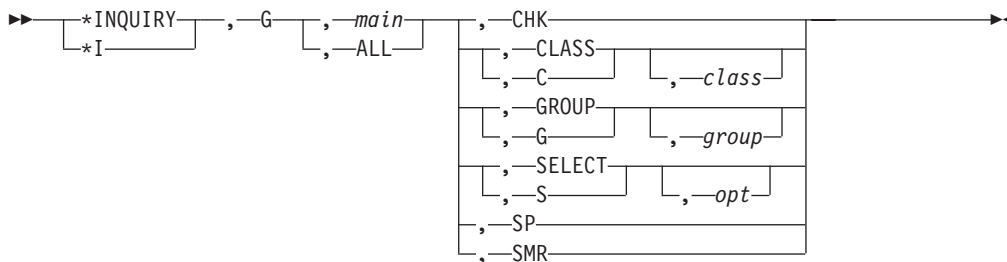 *INQUIRY , G , main , CHK
*I , ALL , CLASS
, C , class
, GROUP
, G , group
, SELECT
, S , opt
, SP
, SMR